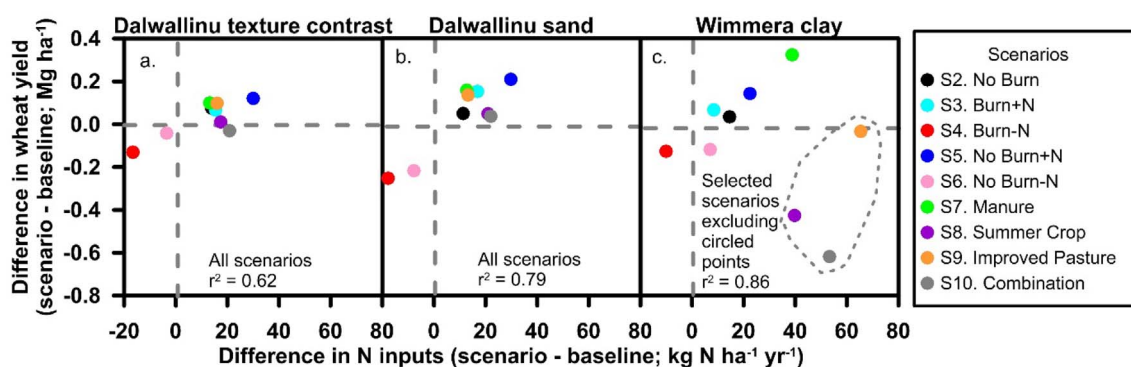 Dalwallinu texture contrast
Dalwallinu sand
Wimmera clay
Difference in wheat yield
(scenario - baseline; Mg ha⁻¹)
0.4
0.2
0.0
-0.2
-0.4
-0.6
-0.8
a.
All scenarios
r² = 0.62
b.
All scenarios
r² = 0.79
c.
Selected
scenarios
excluding
circled
points
r² = 0.86
-20 0 20 40 60 80 0 20 40 60 80 0 20 40 60 80
Difference in N inputs (scenario - baseline; kg N ha⁻¹ yr⁻¹)
Scenarios
S2. No Burn
S3. Burn+N
S4. Burn-N
S5. No Burn+N
S6. No Burn-N
S7. Manure
S8. Summer Crop
S9. Improved Pasture
S10. Combination